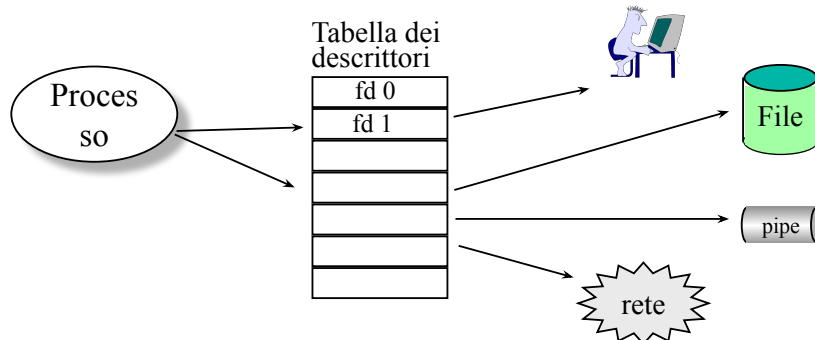 Tabella dei
descrittori
Proces
so
fd 0
fd 1
File
pipe
rete